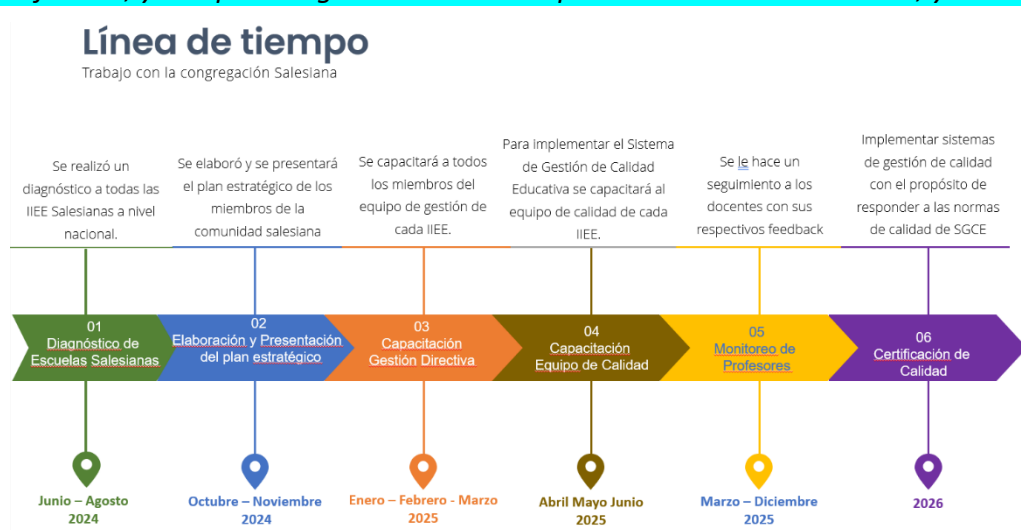 Línea de tiempo
Trabajo con la congregación Salesiana
Se realizó un
diagnóstico a todas las
IIEE Salesianas a nivel
nacional.
Se elaboró y se presentará
el plan estratégico de los
miembros de la
comunidad salesiana
Se capacitará a todos
los miembros del
equipo de gestión de
cada IIEE.
Para implementar el Sistema
de Gestión de Calidad
Educativa se capacitará al
equipo de calidad de cada
IIEE.
Se le hace un
seguimiento a los
docentes con sus
respectivos feedback
Implementar sistemas
de gestión de calidad
con el propósito de
responder a las normas
de calidad de SGCE
01
Diagnóstico de
Escuelas Salesianas
02
Elaboración y Presentación
del plan estratégico
03
Capacitación
Gestión Directiva
04
Capacitación
Equipo de Calidad
05
Monitoreo de
Profesores
06
Certificación de
Calidad
Junio – Agosto
2024
Octubre – Noviembre
2024
Enero – Febrero - Marzo
2025
Abril Mayo Junio
2025
Marzo – Diciembre
2025
2026